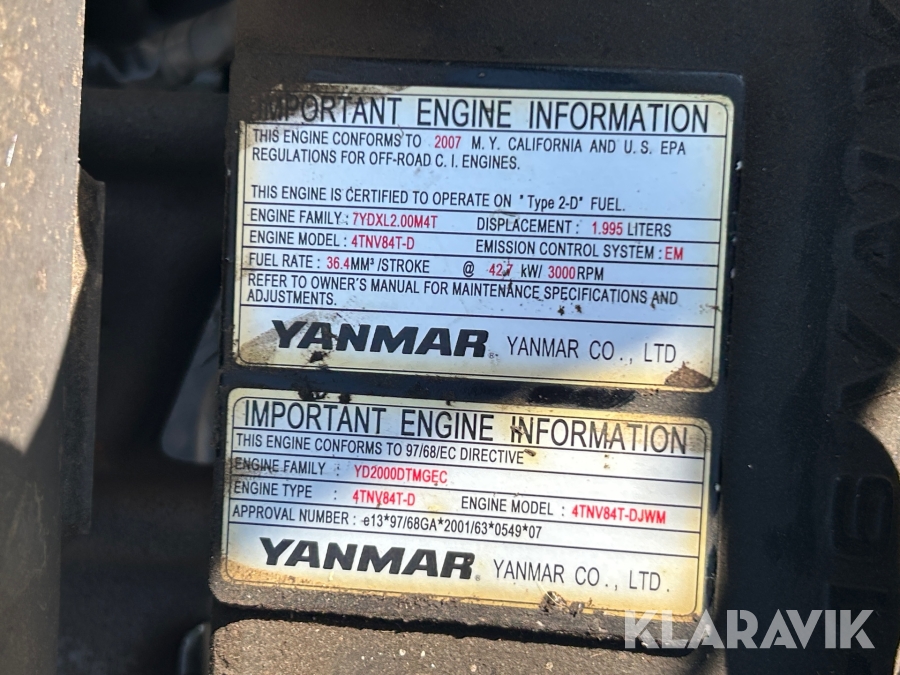 IMPORTANT ENGINE INFORMATION
THIS ENGINE CONFORMS TO 2007 M.Y. CALIFORNIA AND U.S. EPA
REGULATIONS FOR OFF-ROAD C.I. ENGINES.
THIS ENGINE IS CERTIFIED TO OPERATE ON "Type 2-D" FUEL.
ENGINE FAMILY : 7YDXL2.00M4T DISPLACEMENT : 1.995 LITERS
ENGINE MODEL : 4TNV84T-D EMISSION CONTROL SYSTEM : EM
FUEL RATE : 36.4MM³/STROKE @ 42.7 kW/ 3000RPM
REFER TO OWNER'S MANUAL FOR MAINTENANCE SPECIFICATIONS AND
ADJUSTMENTS.
YANMAR® YANMAR CO., LTD
IMPORTANT ENGINE INFORMATION
THIS ENGINE CONFORMS TO 97/68/EC DIRECTIVE
ENGINE FAMILY : YD2000DTMGEC
ENGINE TYPE : 4TNV84T-D ENGINE MODEL : 4TNV84T-DJWM
APPROVAL NUMBER : e13*97/68GA*2001/63*0549*07
YANMAR® YANMAR CO., LTD.
KLARAVIK